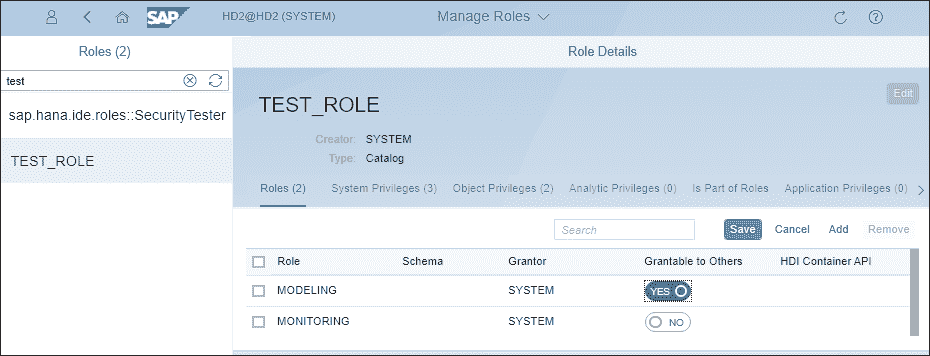 SAP HD2@HD2 (SYSTEM) Manage Roles
Roles (2)
Role Details
test
sap.hana.ide.roles::SecurityTester
TEST_ROLE
TEST_ROLE
Edit
Creator: SYSTEM
Type: Catalog
Roles (2) System Privileges (3) Object Privileges (2) Analytic Privileges (0) Is Part of Roles Application Privileges (0)
Search Save Cancel Add Remove
Role Schema Grantor Grantable to Others HDI Container API
MODELING SYSTEM YES
MONITORING SYSTEM NO